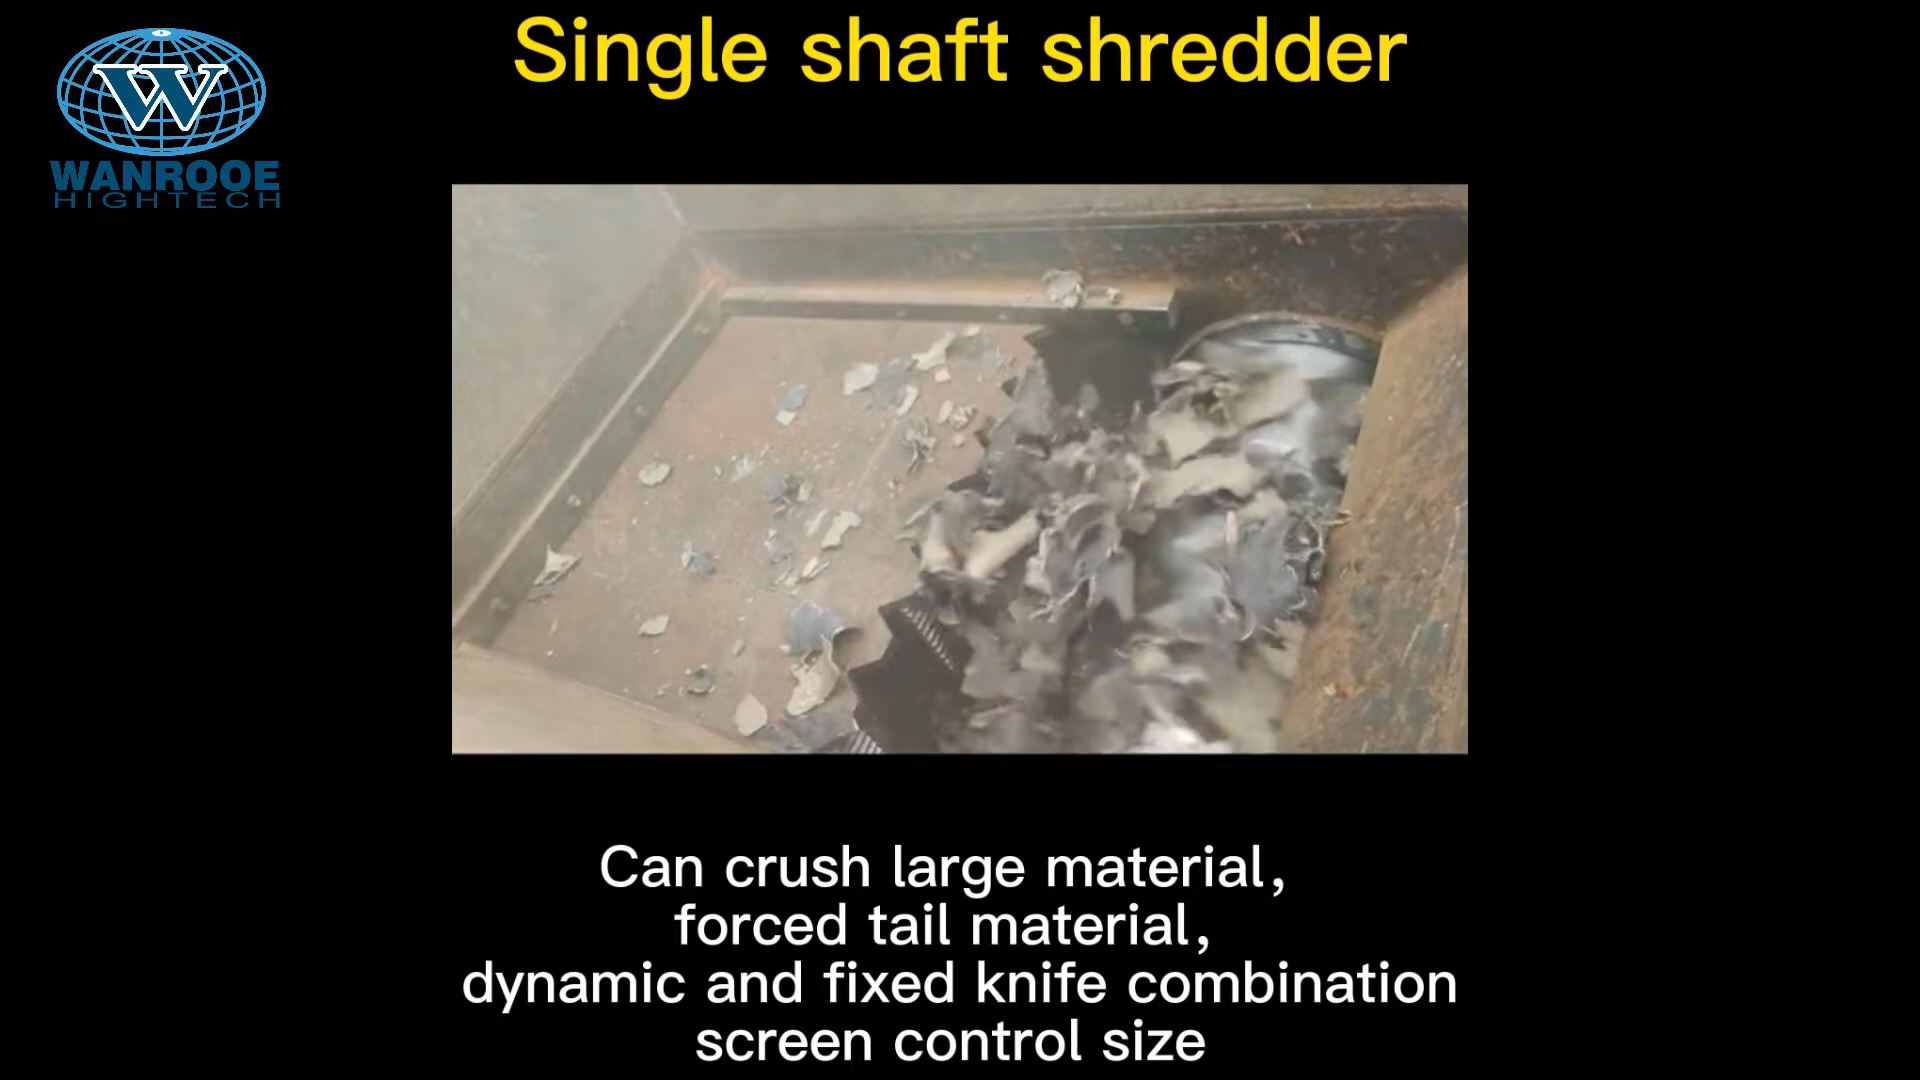 Single shaft shredder
W
WANROOE
HIGHTECH
Can crush large material,
forced tail material,
dynamic and fixed knife combination
screen control size